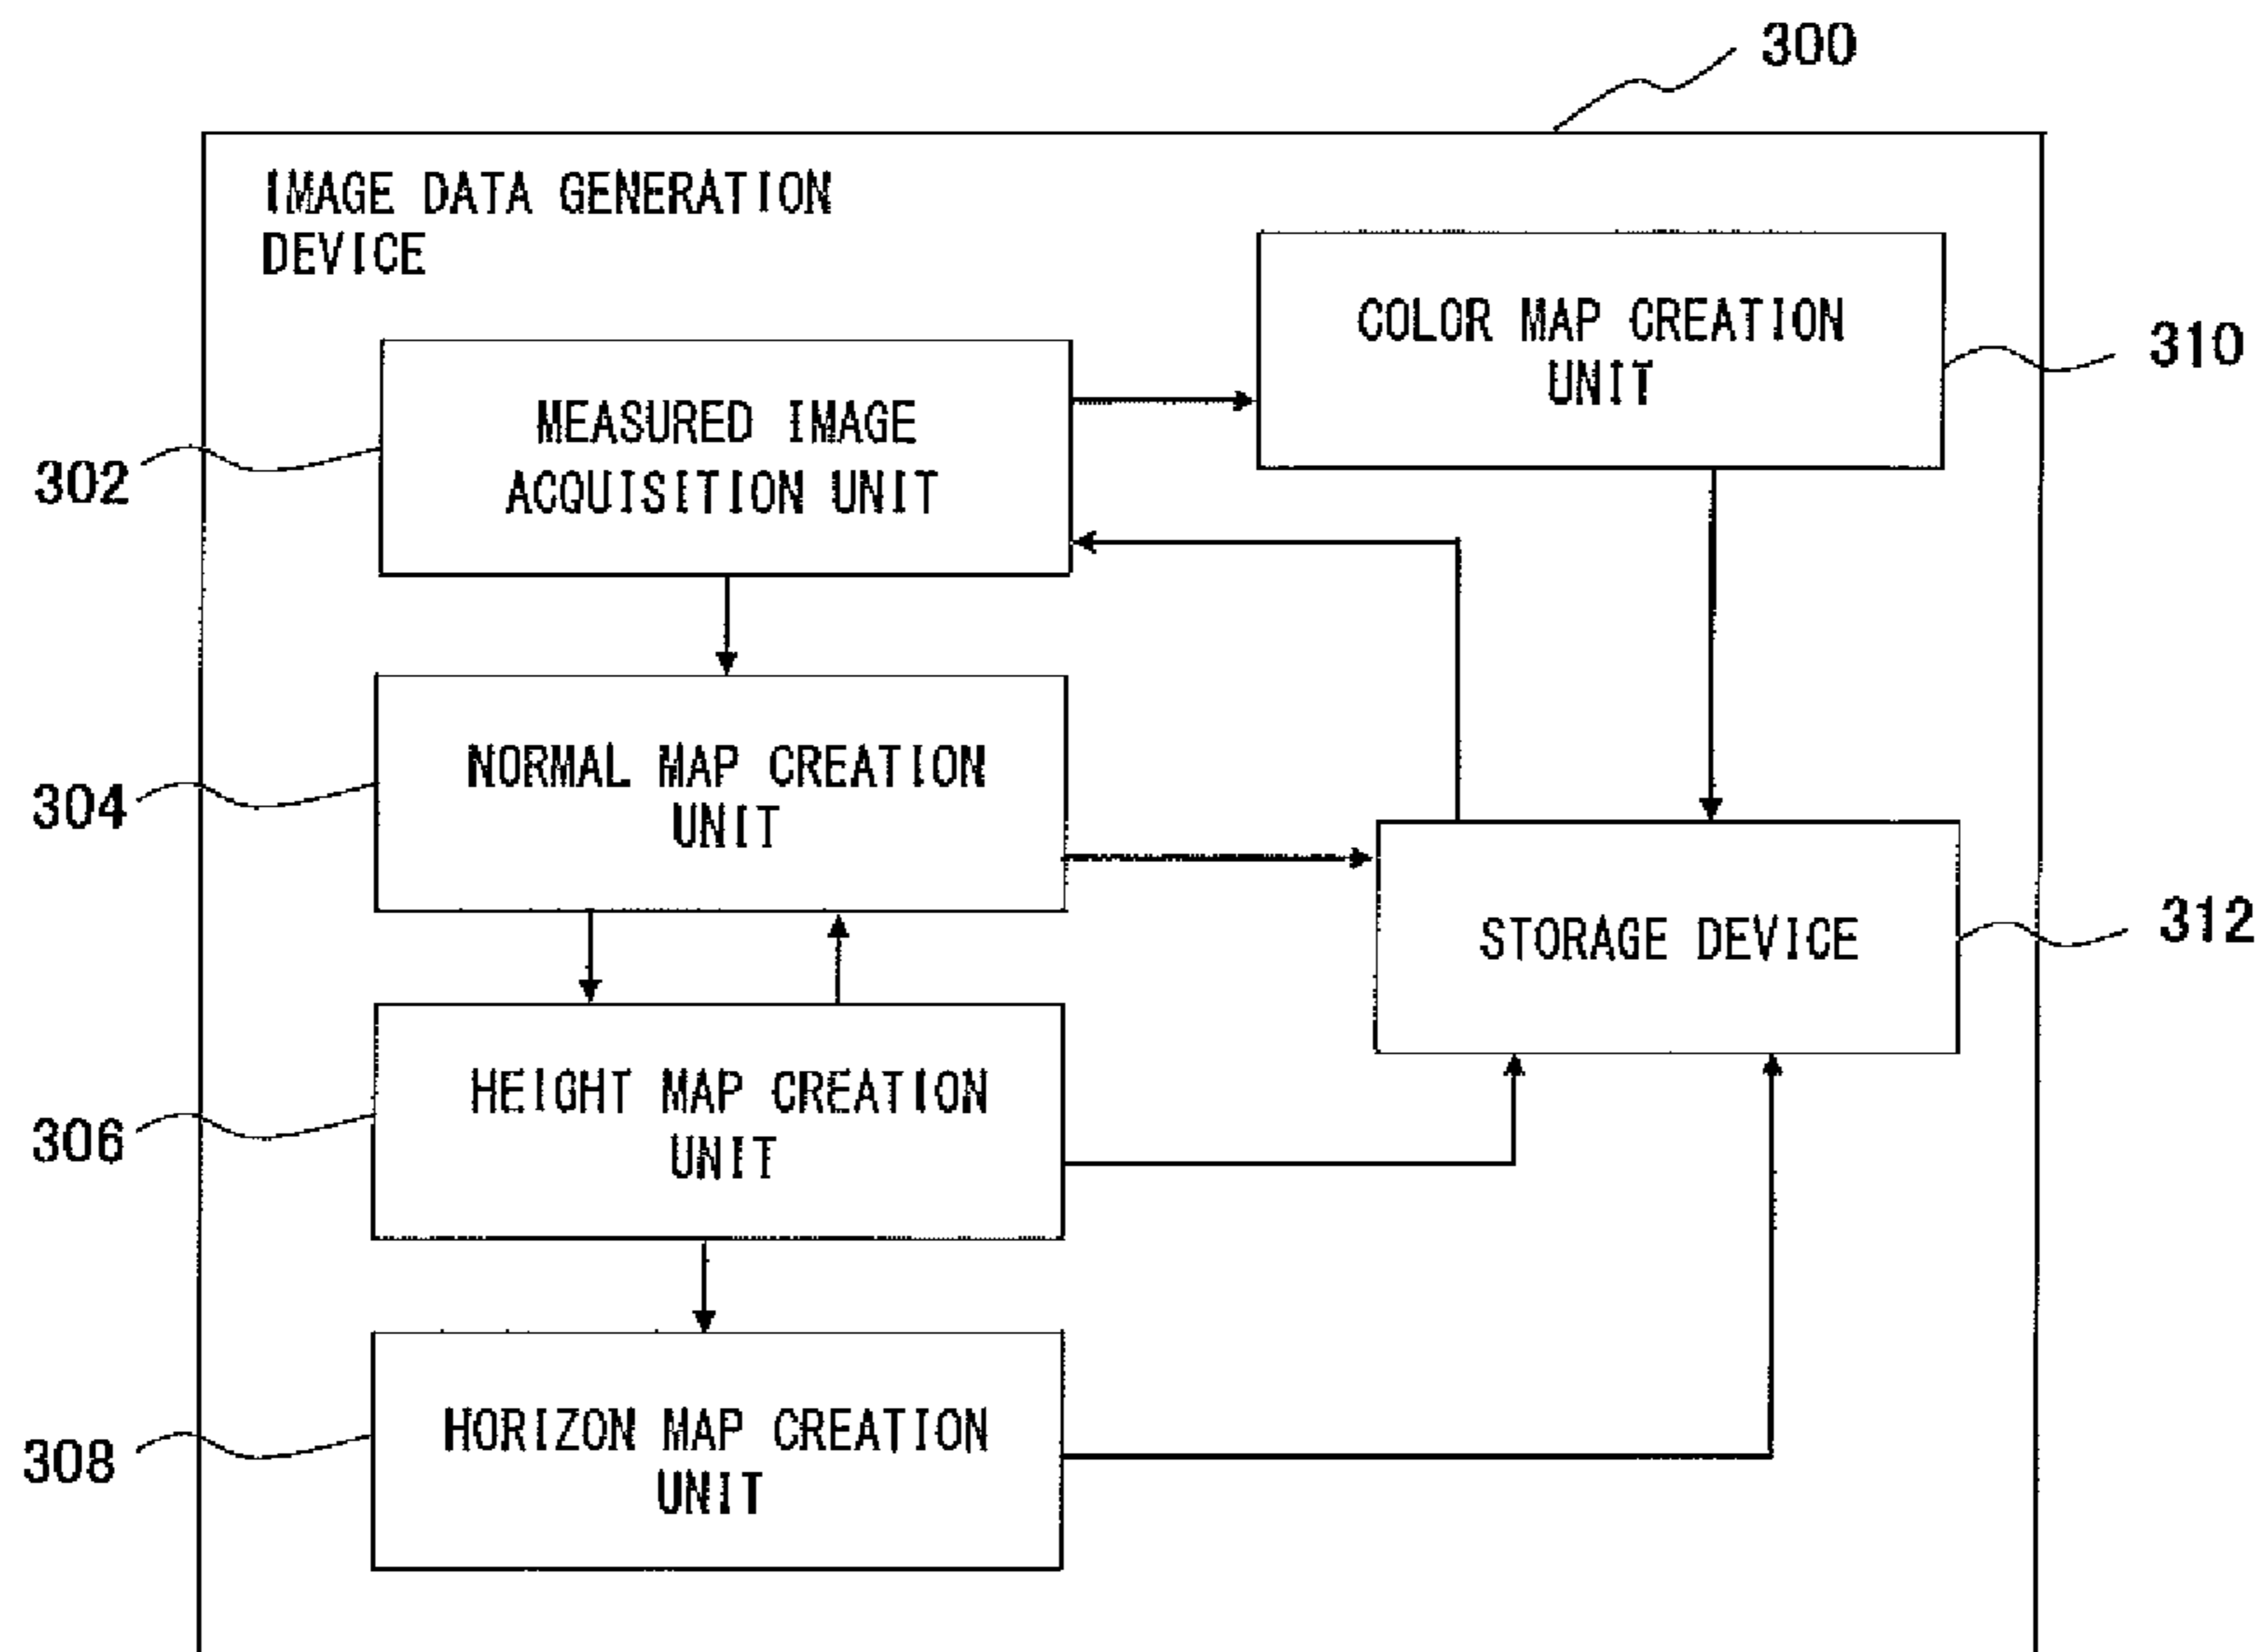 300
IMAGE DATA GENERATION
DEVICE
COLOR MAP CREATION
UNIT
310
MEASURED IMAGE
ACQUISITION UNIT
302
NORMAL MAP CREATION
UNIT
304
STORAGE DEVICE
312
HEIGHT MAP CREATION
UNIT
306
HORIZON MAP CREATION
UNIT
308